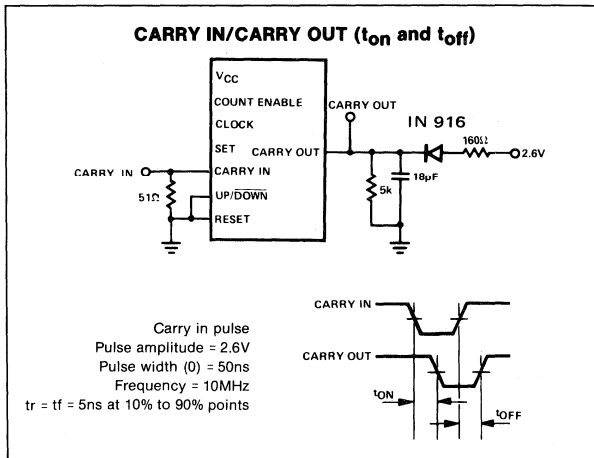 CARRY IN/CARRY OUT (ton and toff)
VCC
COUNT ENABLE
CLOCK
SET
CARRY OUT
CARRY IN
UP/DOWN
RESET
CARRY IN
51Ω
CARRY OUT
IN 916
160Ω
2.6V
5k
18pF
Carry in pulse
Pulse amplitude = 2.6V
Pulse width (0) = 50ns
Frequency = 10MHz
tr = tf = 5ns at 10% to 90% points
CARRY IN
CARRY OUT
tON
tOFF